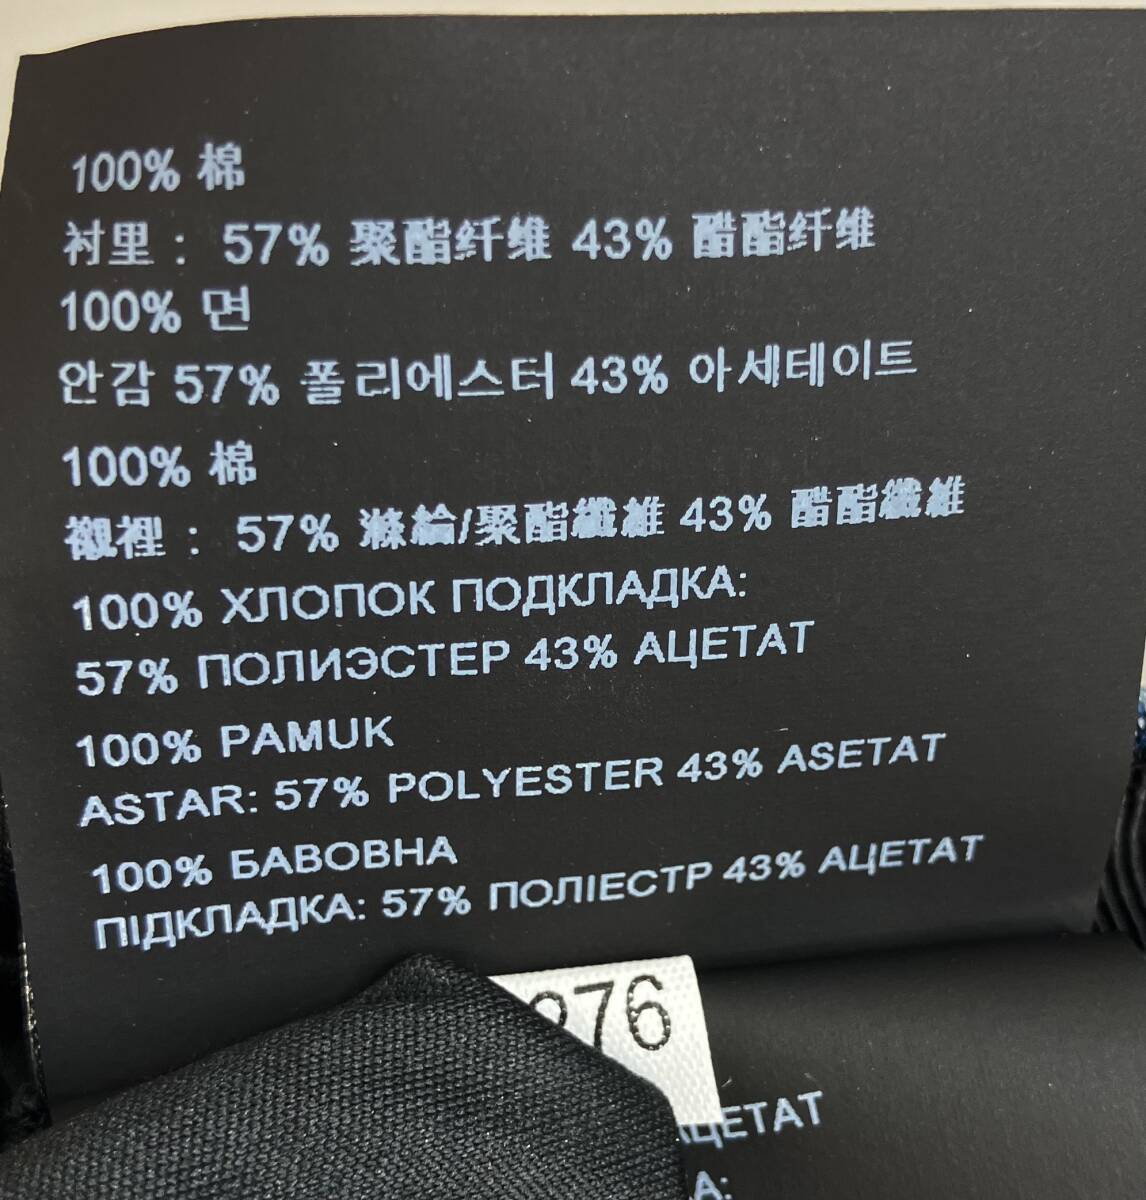 100% 棉
衬里： 57% 聚酯纤维 43% 醋酯纤维
100% 면
안감 57% 폴리에스터 43% 아세테이트
100% 棉
襯裡： 57% 滌綸/聚酯纖維 43% 醋酯纖維
100% ХЛОПОК ПОДКЛАДКА:
57% ПОЛИЭСТЕР 43% АЦЕТАТ
100% PAMUK
ASTAR: 57% POLYESTER 43% ASETAT
100% БАВОВНА
ПІДКЛАДКА: 57% ПОЛІЕСТР 43% АЦЕТАТ
276
АЦЕТАТ